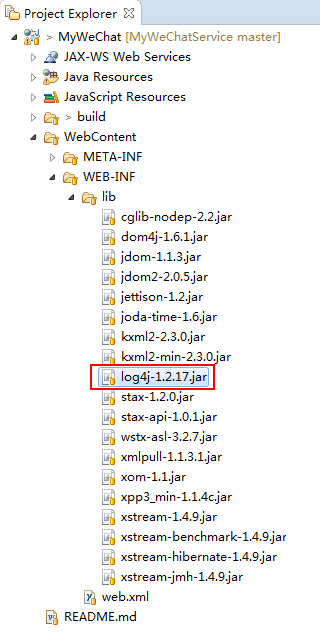 Project Explorer
> MyWeChat [MyWeChatService master]
JAX-WS Web Services
Java Resources
JavaScript Resources
> build
WebContent
META-INF
WEB-INF
lib
cglib-nodep-2.2.jar
dom4j-1.6.1.jar
jdom-1.1.3.jar
jdom2-2.0.5.jar
jettison-1.2.jar
joda-time-1.6.jar
kxml2-2.3.0.jar
kxml2-min-2.3.0.jar
log4j-1.2.17.jar
stax-1.2.0.jar
stax-api-1.0.1.jar
wstx-asl-3.2.7.jar
xmlpull-1.1.3.1.jar
xom-1.1.jar
xpp3_min-1.1.4c.jar
xstream-1.4.9.jar
xstream-benchmark-1.4.9.jar
xstream-hibernate-1.4.9.jar
xstream-jmh-1.4.9.jar
web.xml
README.md